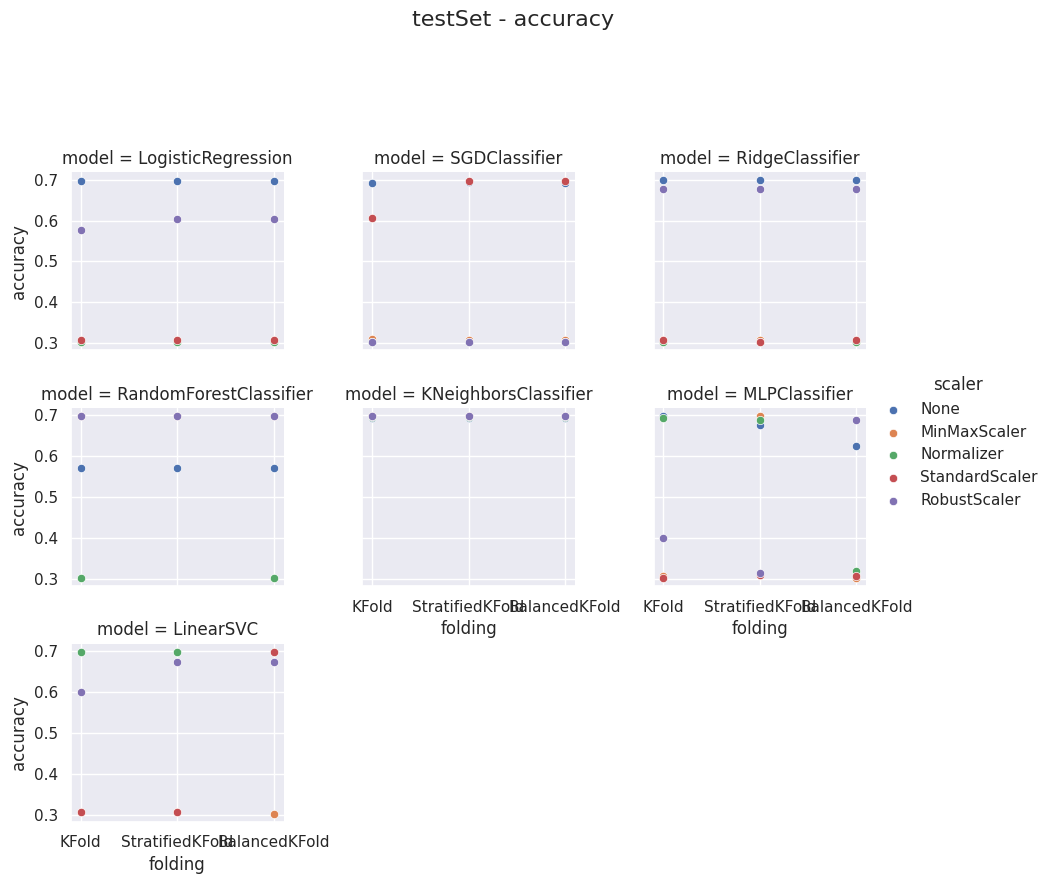 testSet - accuracy
model = LogisticRegression
model = SGDClassifier
model = RidgeClassifier
0.7
0.6
0.5
0.4
0.3
accuracy
model = RandomForestClassifier
model = KNeighborsClassifier
model = MLPClassifier
0.7
0.6
0.5
0.4
0.3
accuracy
KFold StratifiedKFold BalancedKFold
folding
KFold StratifiedKFold BalancedKFold
folding
scaler
None
MinMaxScaler
Normalizer
StandardScaler
RobustScaler
model = LinearSVC
0.7
0.6
0.5
0.4
0.3
accuracy
KFold StratifiedKFold BalancedKFold
folding